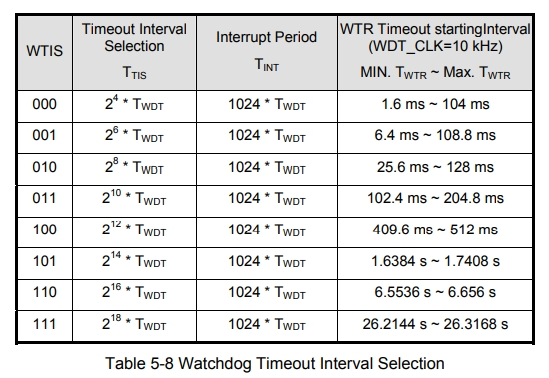 WTIS Timeout Interval Selection TTIS Interrupt Period TINT WTR Timeout startingInterval (WDT_CLK=10 kHz) MIN. TWTR ~ Max. TWTR
000 2^4 * TWDT 1024 * TWDT 1.6 ms ~ 104 ms
001 2^6 * TWDT 1024 * TWDT 6.4 ms ~ 108.8 ms
010 2^8 * TWDT 1024 * TWDT 25.6 ms ~ 128 ms
011 2^10 * TWDT 1024 * TWDT 102.4 ms ~ 204.8 ms
100 2^12 * TWDT 1024 * TWDT 409.6 ms ~ 512 ms
101 2^14 * TWDT 1024 * TWDT 1.6384 s ~ 1.7408 s
110 2^16 * TWDT 1024 * TWDT 6.5536 s ~ 6.656 s
111 2^18 * TWDT 1024 * TWDT 26.2144 s ~ 26.3168 s
Table 5-8 Watchdog Timeout Interval Selection